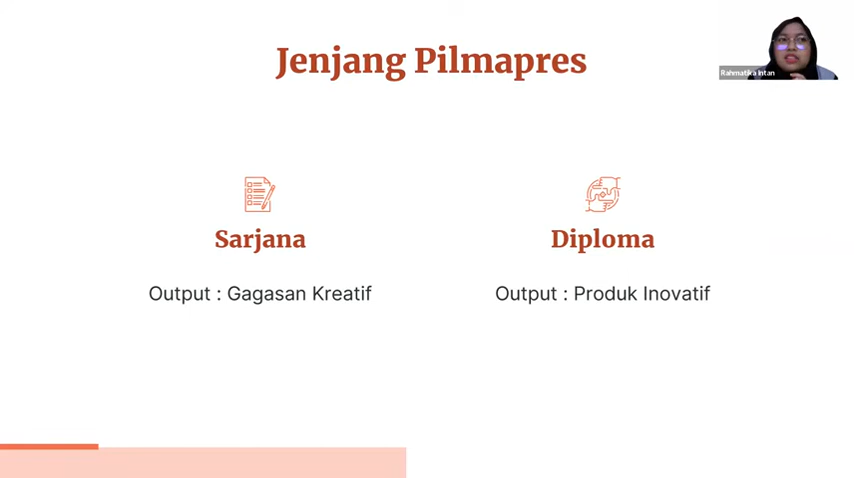 Jenjang Pilmapres
Rahmatika Intan
Sarjana
Output : Gagasan Kreatif
Diploma
Output : Produk Inovatif